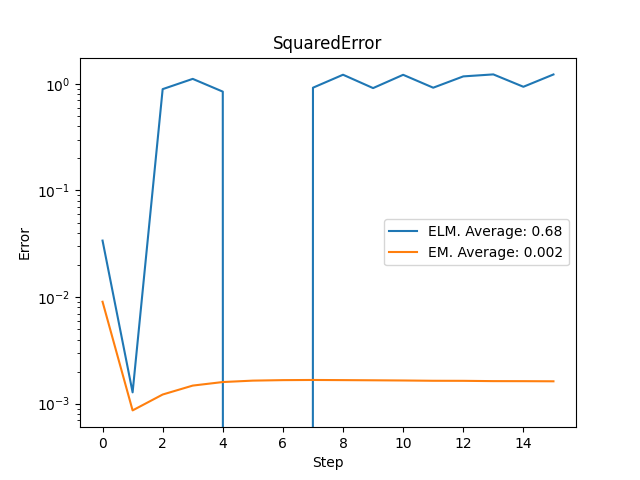 SquaredError
Error
10^0
10^-1
10^-2
10^-3
ELM. Average: 0.68
EM. Average: 0.002
0 2 4 6 8 10 12 14
Step